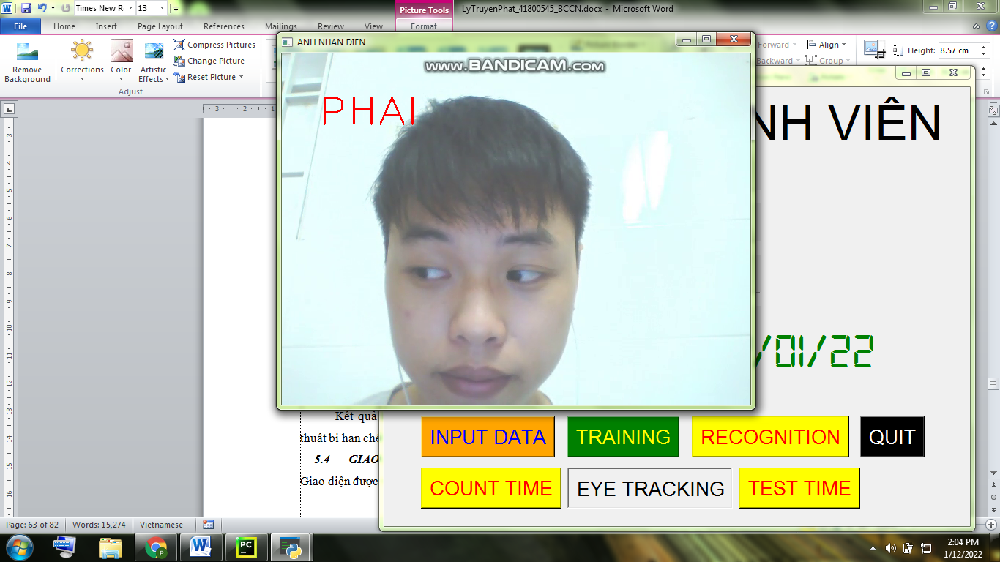 Picture Tools
LyTruyenPhat_41800545_BCCN.docx - Microsoft Word
Times New Ro
13
File
Home
Insert
Page Layout
References
Mailings
Review
View
Format
Remove Background
Corrections
Color
Artistic Effects
Compress Pictures
Change Picture
Reset Picture
Adjust
Forward
Backward
Align
Group
Height:
8.57 cm
ANH NHAN DIEN
www.BANDICAM.com
PHAI
NH VIÊN
/01/22
Kết quả
thuật bị hạn chế
5.4 GIAO
Giao diện được
INPUT DATA
TRAINING
RECOGNITION
QUIT
COUNT TIME
EYE TRACKING
TEST TIME
Page: 63 of 82
Words: 15,274
Vietnamese
2:04 PM
1/12/2022